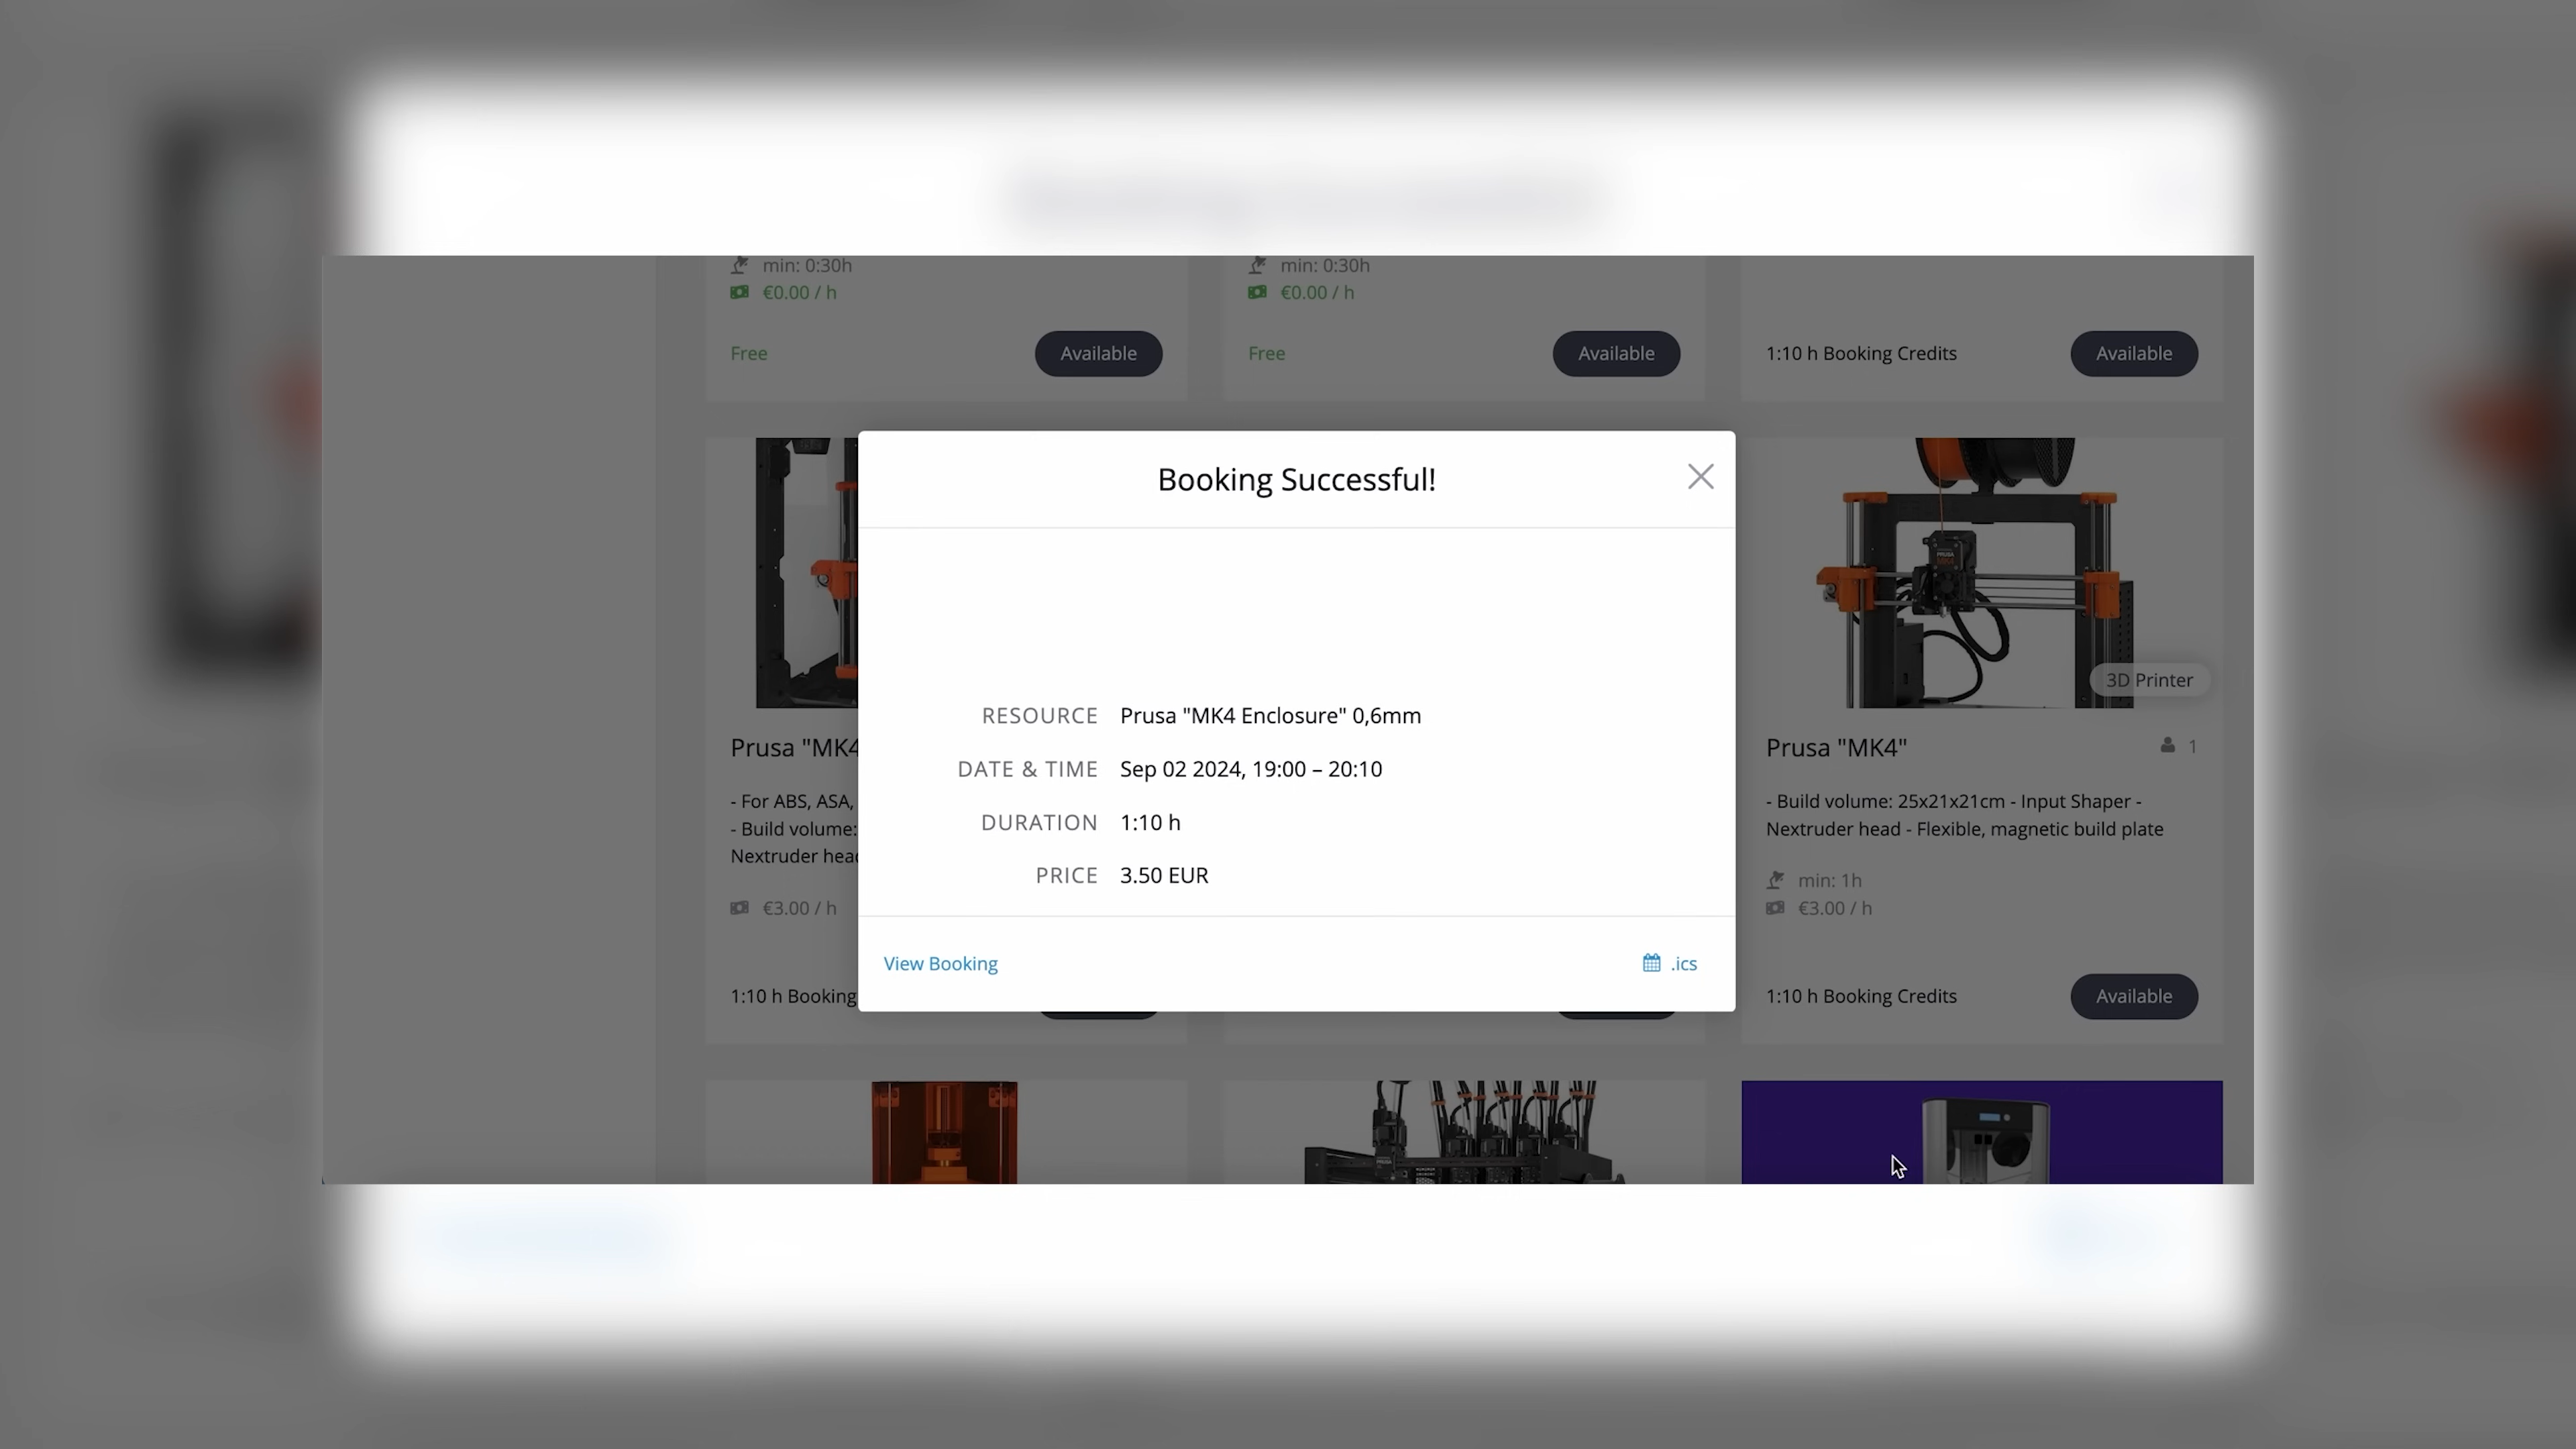 min: 0:30h
€0.00 / h
Free
Available
min: 0:30h
€0.00 / h
Free
Available
1:10 h Booking Credits
Available
Booking Successful!
RESOURCE Prusa "MK4 Enclosure" 0,6mm
DATE & TIME Sep 02 2024, 19:00 – 20:10
DURATION 1:10 h
PRICE 3.50 EUR
View Booking
.ics
Prusa "MK4
- For ABS, ASA,
- Build volume:
Nextruder head
€3.00 / h
1:10 h Booking
PRUSA
3D Printer
Prusa "MK4"
1
- Build volume: 25x21x21cm - Input Shaper -
Nextruder head - Flexible, magnetic build plate
min: 1h
€3.00 / h
1:10 h Booking Credits
Available